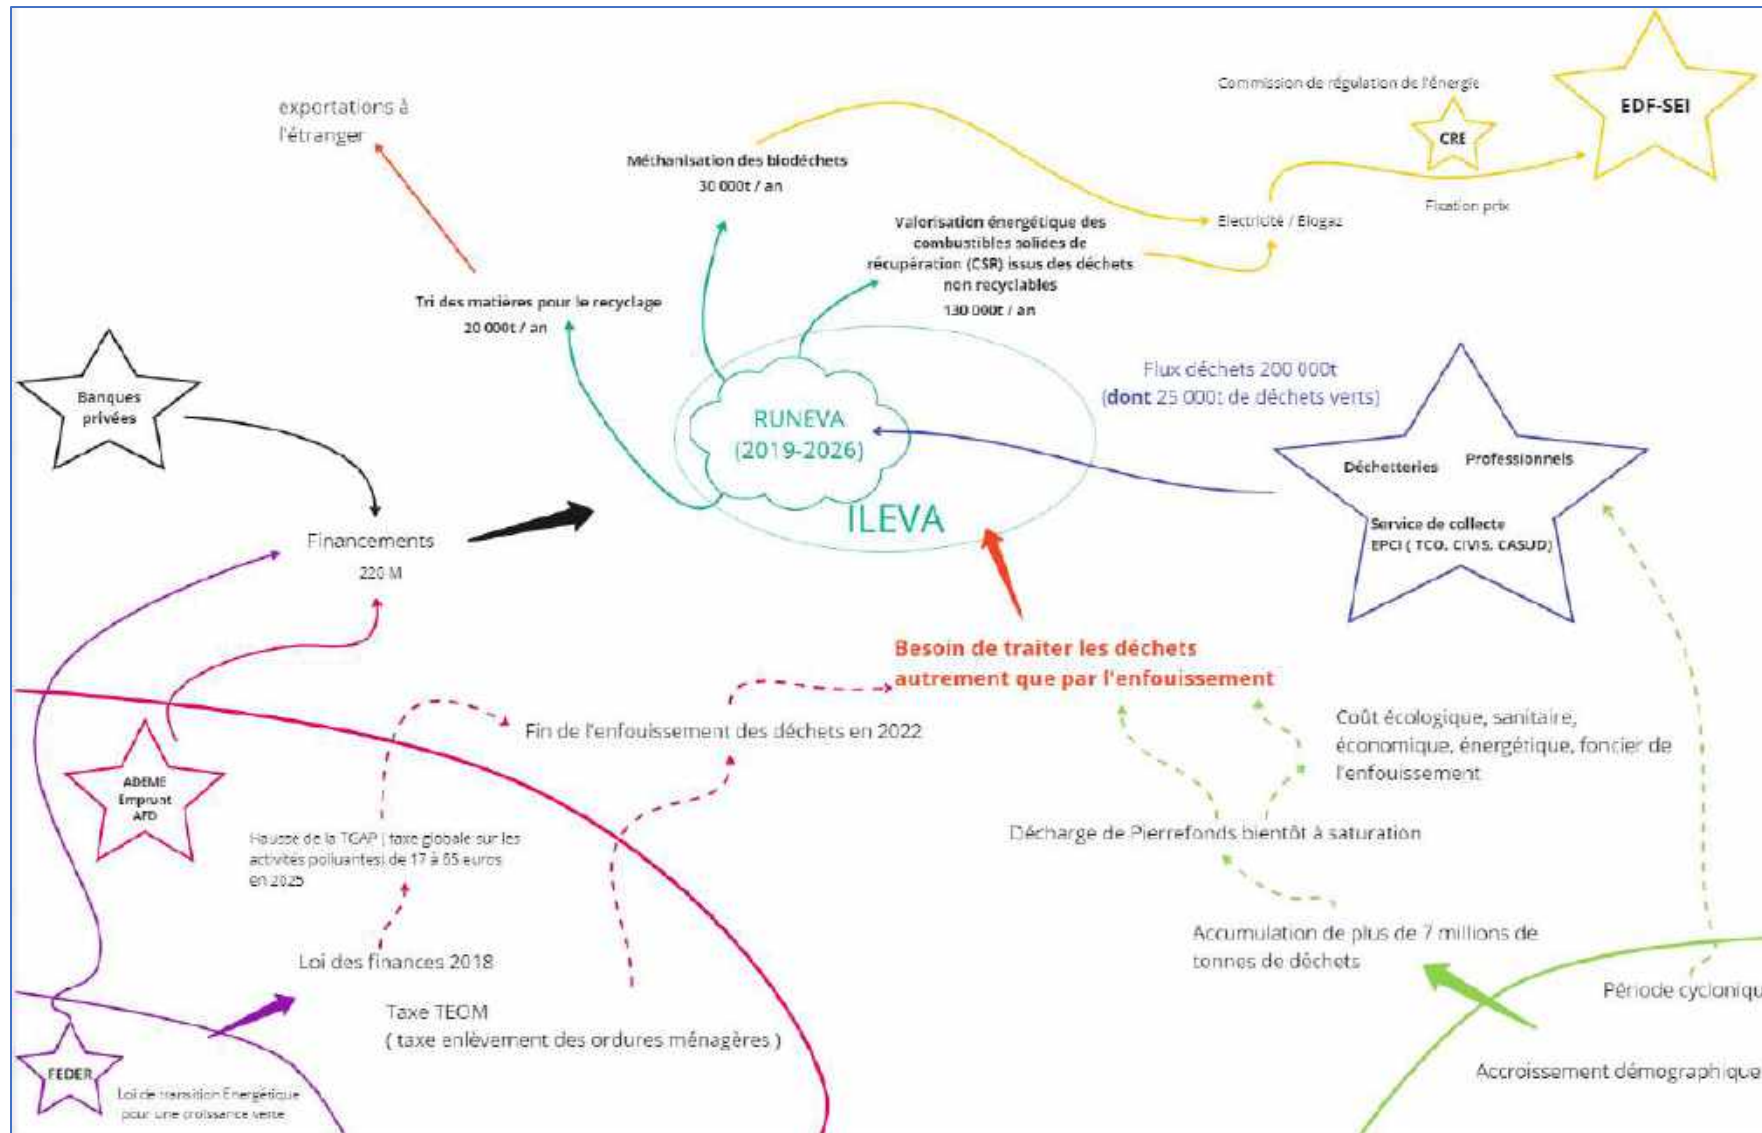 Commission de régulation de l'énergie
EDF-SEI
exportations à
l'étranger
CRE
Méthanisation des biodéchets
30 000t / an
Fixation prix
Valorisation énergétique des
combustibles solides de
récupération (CSR) issus des déchets
non recyclables
130 000t / an
Electricité / Biogaz
Tri des matières pour le recyclage
20 000t / an
Banques
privées
Flux déchets 200 000t
(dont 25 000t de déchets verts)
RUNEVA
(2019-2026)
ILEVA
Déchetteries
Professionnels
Service de collecte
EPCI ( TCO, CIVIS, CASUD)
Financements
220 M
Besoin de traiter les déchets
autrement que par l'enfouissement
Fin de l'enfouissement des déchets en 2022
Coût écologique, sanitaire,
économique, énergétique, foncier de
l'enfouissement
ADEME
Emprunt
AFD
Hausse de la TGAP ( taxe globale sur les
activités polluantes) de 17 à 65 euros
en 2025
Décharge de Pierrefonds bientôt à saturation
Loi des finances 2018
Accumulation de plus de 7 millions de
tonnes de déchets
Période cycloniqu
Taxe TEOM
( taxe enlèvement des ordures ménagères )
FEDER
Loi de transition Energétique
pour une croissance verte
Accroissement démographique